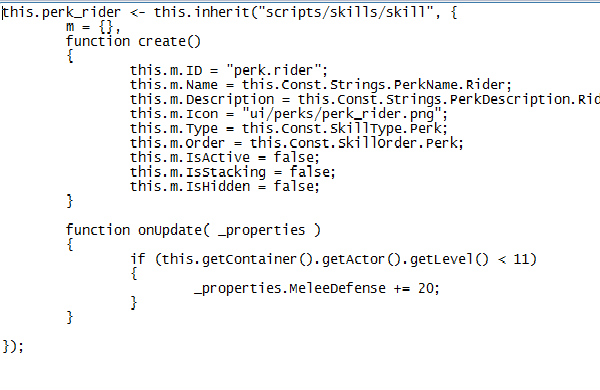 this.perk_rider <- this.inherit("scripts/skills/skill", {
m = {},
function create()
{
this.m.ID = "perk.rider";
this.m.Name = this.Const.Strings.PerkName.Rider;
this.m.Description = this.Const.Strings.PerkDescription.Rid
this.m.Icon = "ui/perks/perk_rider.png";
this.m.Type = this.Const.SkillType.Perk;
this.m.Order = this.Const.SkillOrder.Perk;
this.m.IsActive = false;
this.m.IsStacking = false;
this.m.IsHidden = false;
}
function onUpdate( _properties )
{
if (this.getContainer().getActor().getLevel() < 11)
{
_properties.MeleeDefense += 20;
}
}
});